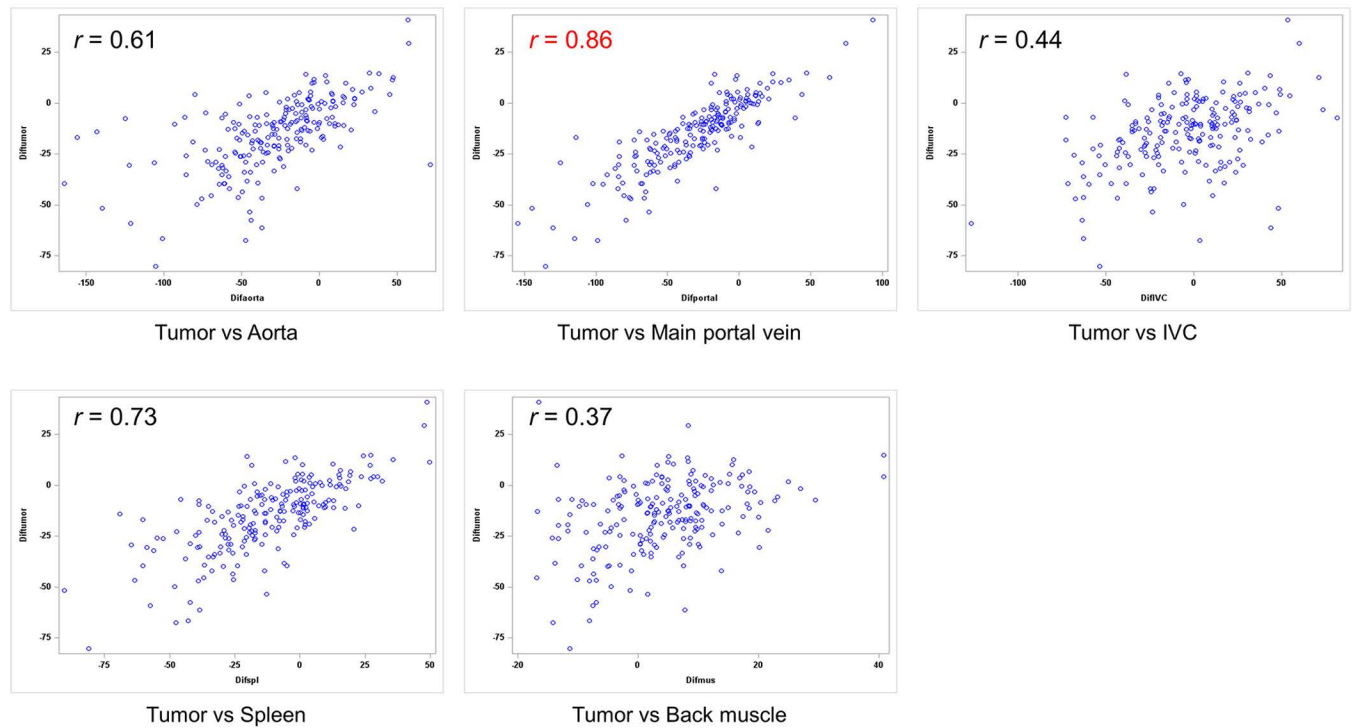 r = 0.61
25
0
-25
-50
-75
Diftumor
-150
-100
-50
0
50
Difaorta
Tumor vs Aorta
r = 0.86
25
0
-25
-50
-75
Diftumor
-150
-100
-50
0
50
100
Difportal
Tumor vs Main portal vein
r = 0.44
25
0
-25
-50
-75
Diftumor
-100
-50
0
50
DifIVC
Tumor vs IVC
r = 0.73
25
0
-25
-50
-75
Diftumor
-75
-50
-25
0
25
50
Difspl
Tumor vs Spleen
r = 0.37
25
0
-25
-50
-75
Diftumor
-20
0
20
40
Difmus
Tumor vs Back muscle